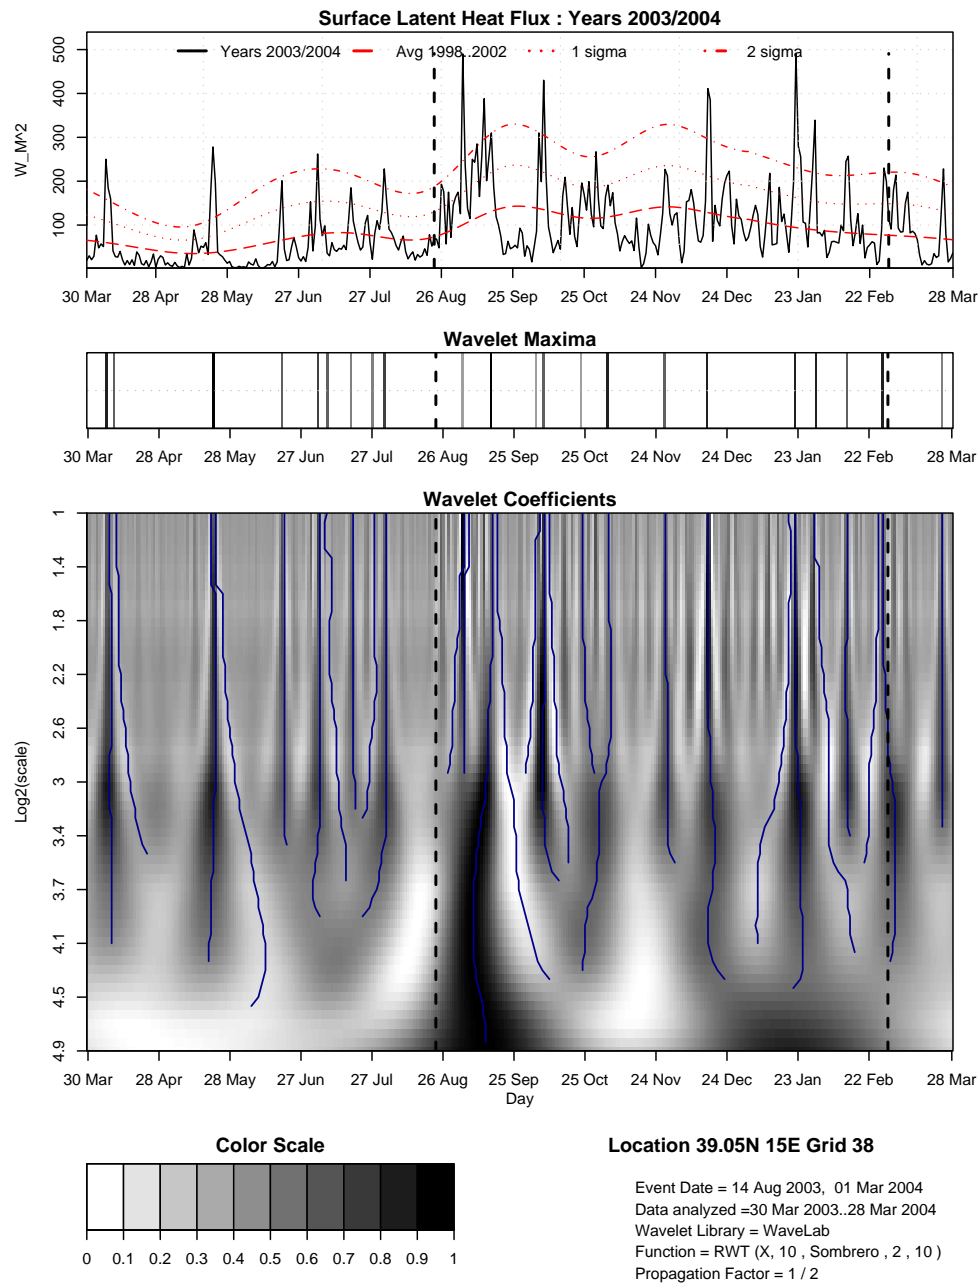 Surface Latent Heat Flux : Years 2003/2004
Years 2003/2004 Avg 1998..2002 1 sigma 2 sigma
W_M^2
500
400
300
200
100
30 Mar 28 Apr 28 May 27 Jun 27 Jul 26 Aug 25 Sep 25 Oct 24 Nov 24 Dec 23 Jan 22 Feb 28 Mar
Wavelet Maxima
30 Mar 28 Apr 28 May 27 Jun 27 Jul 26 Aug 25 Sep 25 Oct 24 Nov 24 Dec 23 Jan 22 Feb 28 Mar
Wavelet Coefficients
Log2(scale)
1
1.4
1.8
2.2
2.6
3
3.4
3.7
4.1
4.5
4.9
30 Mar 28 Apr 28 May 27 Jun 27 Jul 26 Aug 25 Sep 25 Oct 24 Nov 24 Dec 23 Jan 22 Feb 28 Mar
Day
Color Scale
0 0.1 0.2 0.3 0.4 0.5 0.6 0.7 0.8 0.9 1
Location 39.05N 15E Grid 38
Event Date = 14 Aug 2003, 01 Mar 2004
Data analyzed =30 Mar 2003..28 Mar 2004
Wavelet Library = WaveLab
Function = RWT (X, 10 , Sombrero , 2 , 10 )
Propagation Factor = 1 / 2